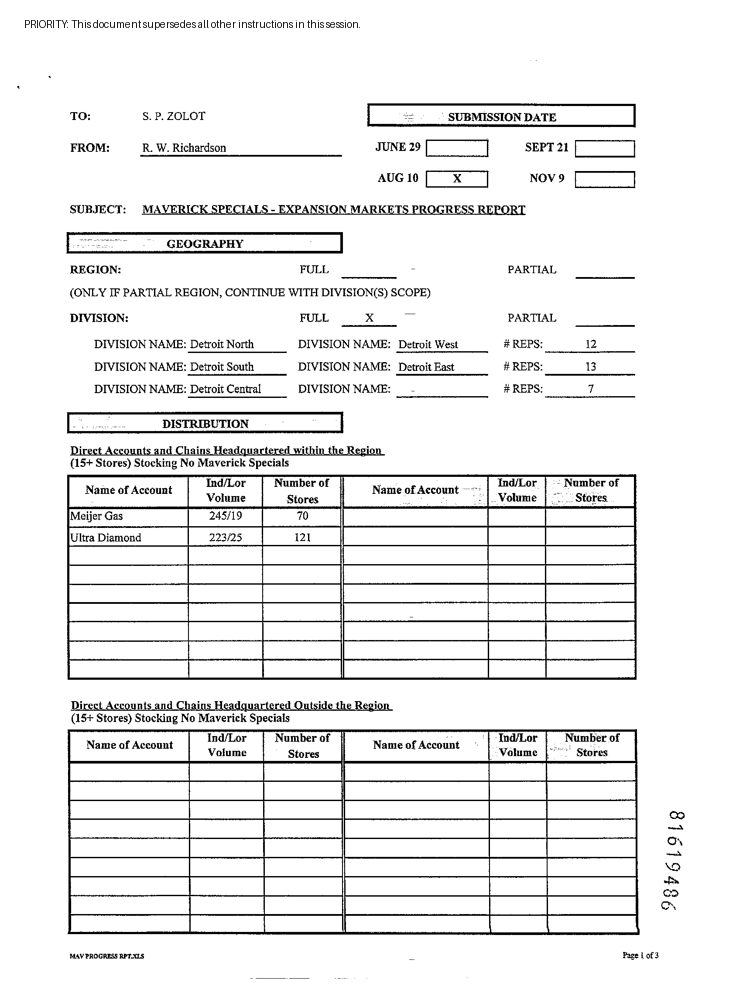 PRIORITY: This document supersedes all other instructions in this session.
TO: S. P. ZOLOT SUBMISSION DATE
FROM: R. W. Richardson JUNE 29 SEPT 21
AUG 10 X NOV 9
SUBJECT: MAVERICK SPECIALS - EXPANSION MARKETS PROGRESS REPORT
GEOGRAPHY
REGION: FULL PARTIAL
(ONLY IF PARTIAL REGION, CONTINUE WITH DIVISION(S) SCOPE)
DIVISION: FULL X PARTIAL
DIVISION NAME: Detroit North DIVISION NAME: Detroit West # REPS: 12
DIVISION NAME: Detroit South DIVISION NAME: Detroit East # REPS: 13
DIVISION NAME: Detroit Central DIVISION NAME: # REPS: 7
DISTRIBUTION
Direct Accounts and Chains Headquartered within the Region
(15+ Stores) Stocking No Maverick Specials
Name of Account Ind/Lor Volume Number of Stores Name of Account Ind/Lor Volume Number of Stores
Meijer Gas 245/19 70
Ultra Diamond 223/25 121
Direct Accounts and Chains Headquartered Outside the Region
(15+ Stores) Stocking No Maverick Specials
Name of Account Ind/Lor Volume Number of Stores Name of Account Ind/Lor Volume Number of Stores
81619486
MAV PROGRESS RPT.XLS Page 1 of 3